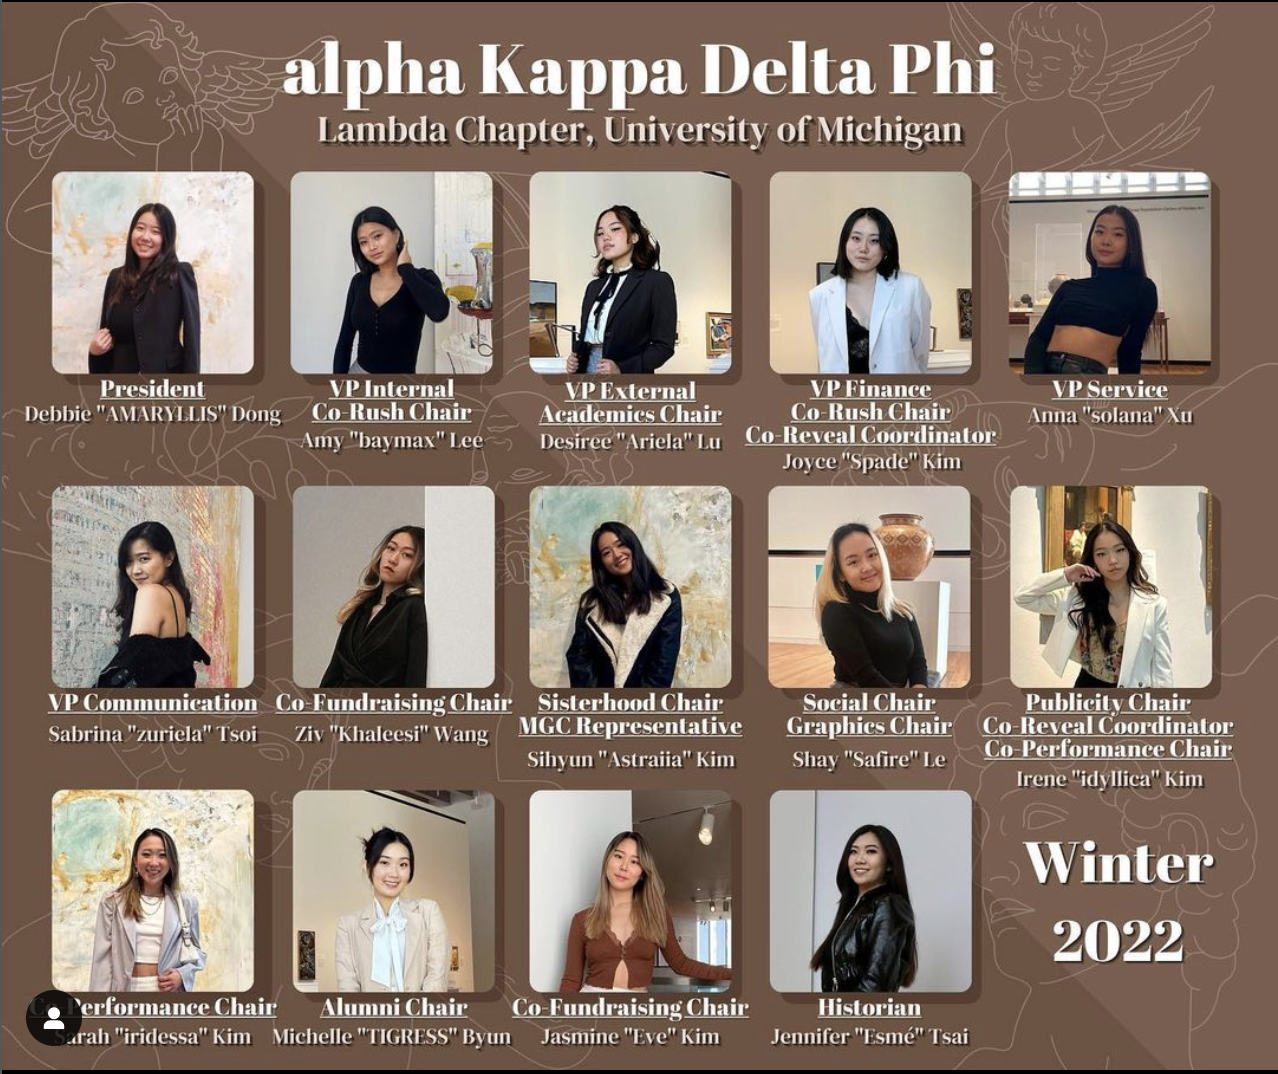 alpha Kappa Delta Phi
Lambda Chapter, University of Michigan
President
Debbie "AMARYLLIS" Dong
VP Internal
Co-Rush Chair
Amy "baymax" Lee
VP External
Academics Chair
Desiree "Ariela" Lu
VP Finance
Co-Rush Chair
Co-Reveal Coordinator
Joyce "Spade" Kim
VP Service
Anna "solana" Xu
VP Communication
Sabrina "zuriela" Tsoi
Co-Fundraising Chair
Ziv "Khaleesi" Wang
Sisterhood Chair
MGC Representative
Sihyun "Astraiia" Kim
Social Chair
Graphics Chair
Shay "Safire" Le
Publicity Chair
Co-Reveal Coordinator
Co-Performance Chair
Irene "idyllica" Kim
Co-Performance Chair
Sarah "iridessa" Kim
Alumni Chair
Michelle "TIGRESS" Byun
Co-Fundraising Chair
Jasmine "Eve" Kim
Historian
Jennifer "Esmé" Tsai
Winter
2022